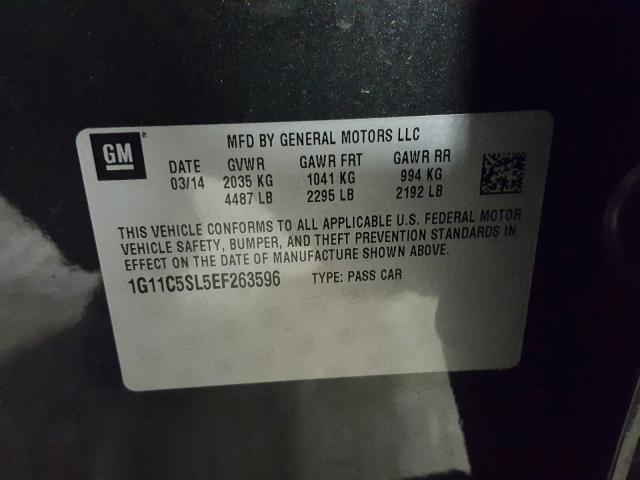 GM ®
MFD BY GENERAL MOTORS LLC
DATE GVWR GAWR FRT GAWR RR
03/14 2035 KG 1041 KG 994 KG
4487 LB 2295 LB 2192 LB
THIS VEHICLE CONFORMS TO ALL APPLICABLE U.S. FEDERAL MOTOR
VEHICLE SAFETY, BUMPER, AND THEFT PREVENTION STANDARDS IN
EFFECT ON THE DATE OF MANUFACTURE SHOWN ABOVE.
1G11C5SL5EF263596 TYPE: PASS CAR